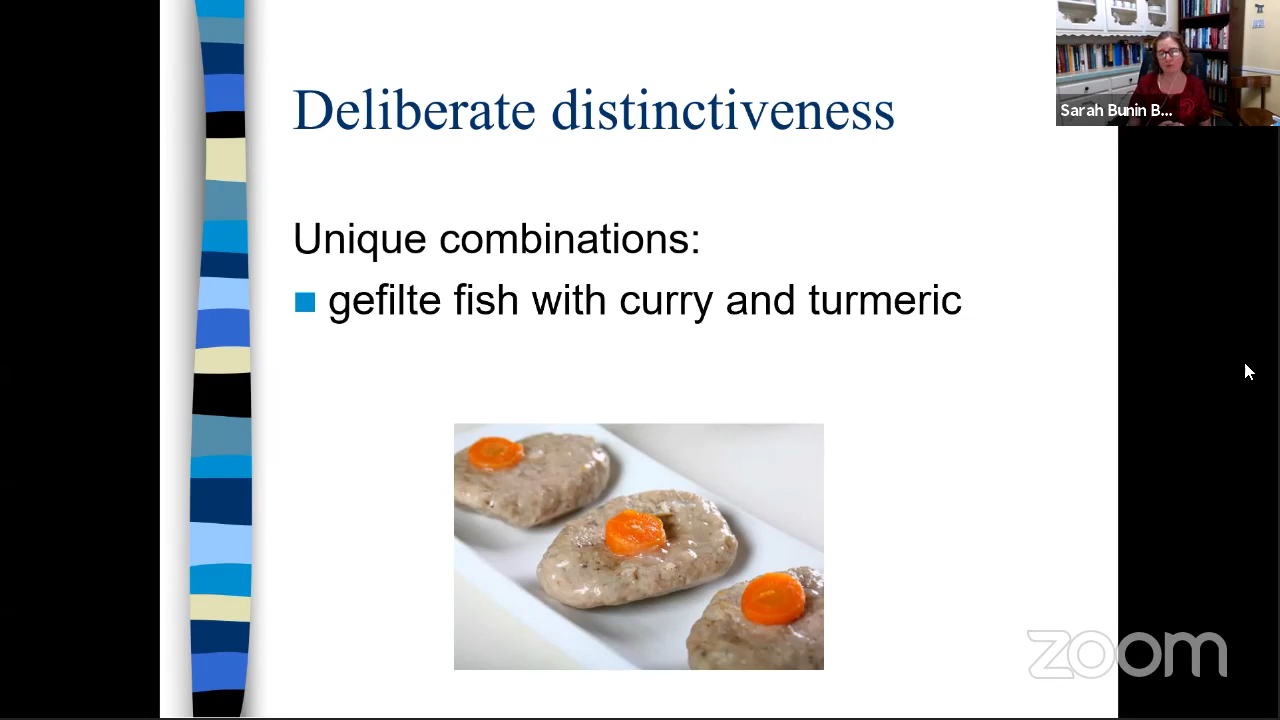 Deliberate distinctiveness
Sarah Bunin B...
Unique combinations:
gefilte fish with curry and turmeric
zoom